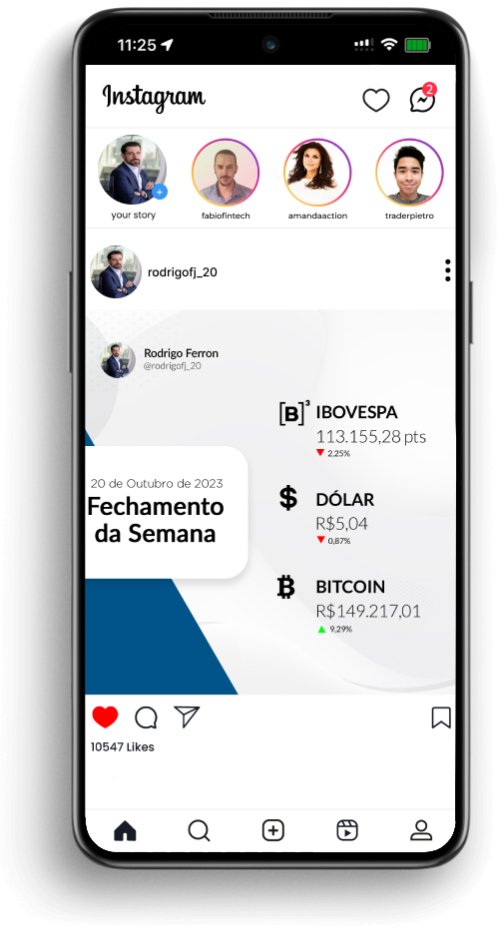 11:25
Instagram
2
your story
fabiofintech
amandaaction
traderpietro
rodrigofj_20
Rodrigo Ferron
@rodrigofj_20
[B]³ IBOVESPA
113.155,28 pts
2,25%
20 de Outubro de 2023
Fechamento
da Semana
$ DÓLAR
R$5,04
0,87%
₿ BITCOIN
R$149.217,01
9,29%
10547 Likes